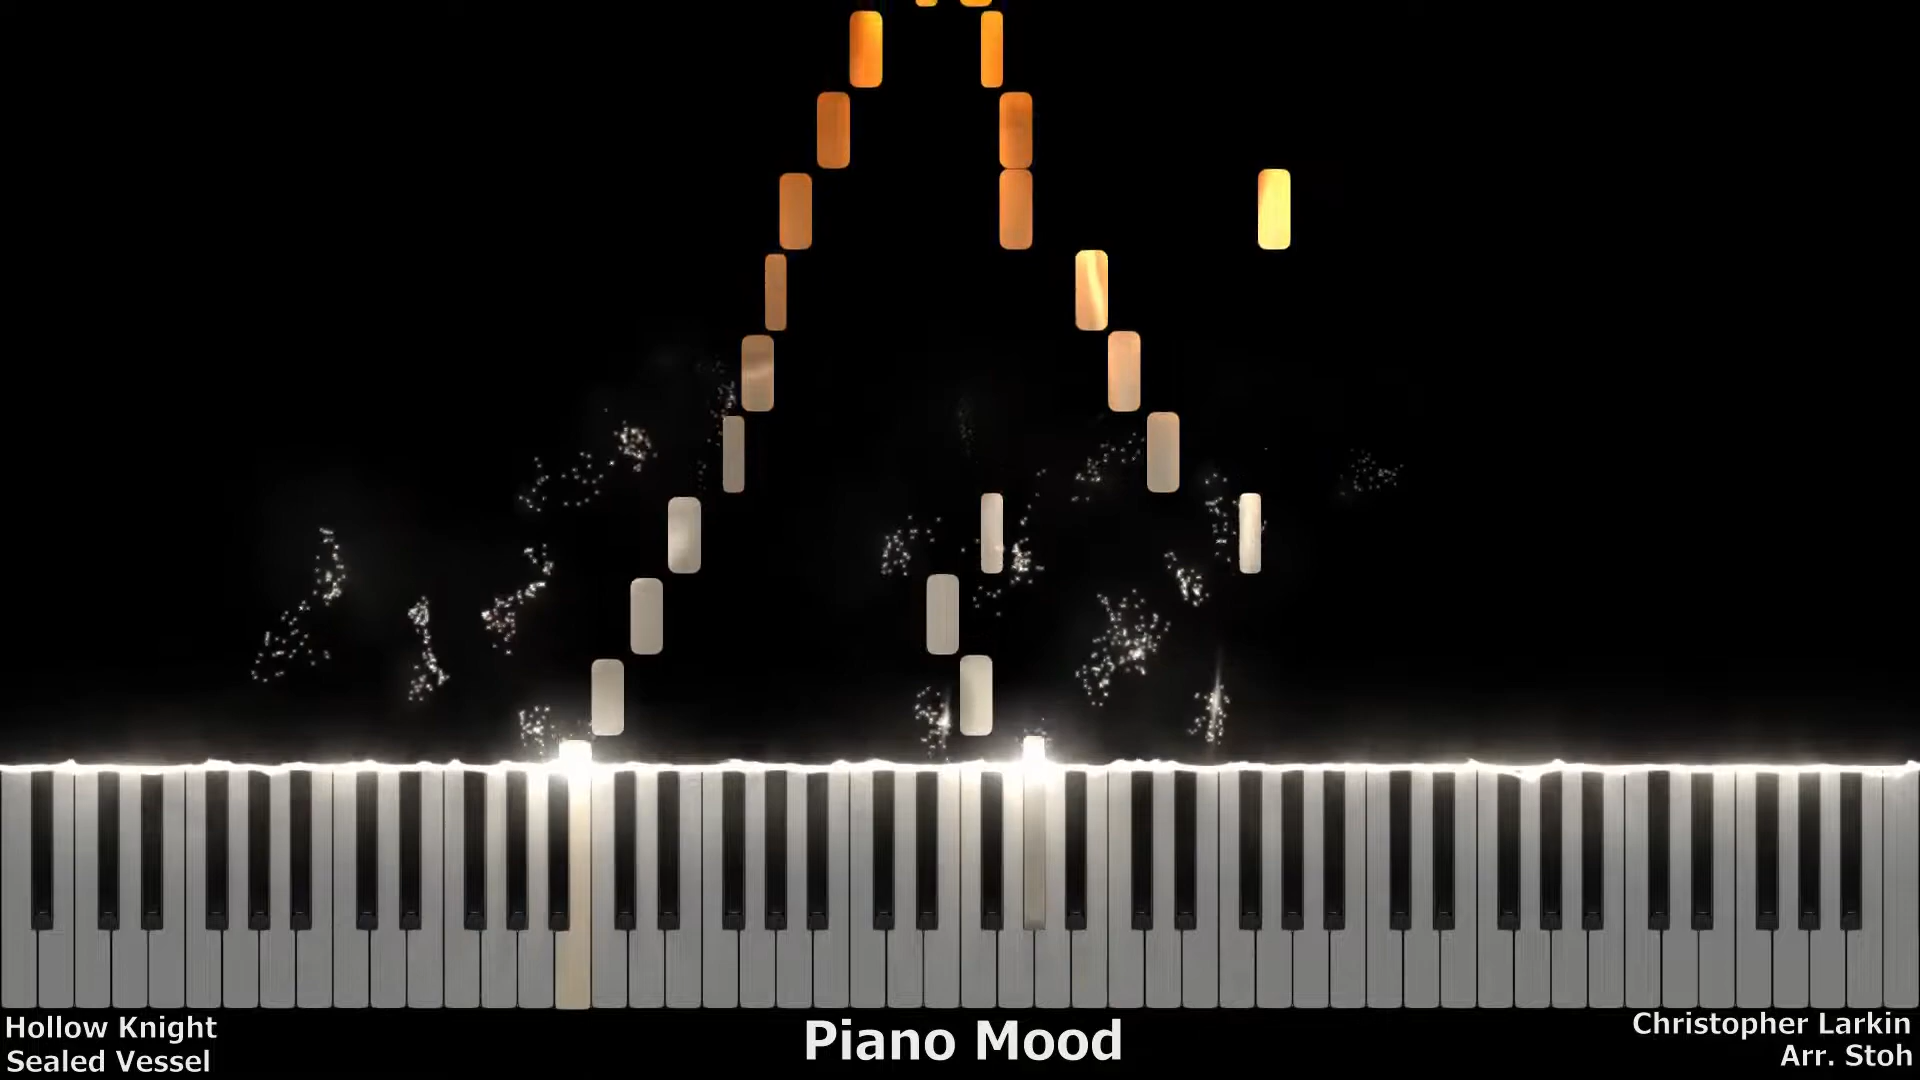 Hollow Knight
Sealed Vessel
Piano Mood
Christopher Larkin
Arr. Stoh